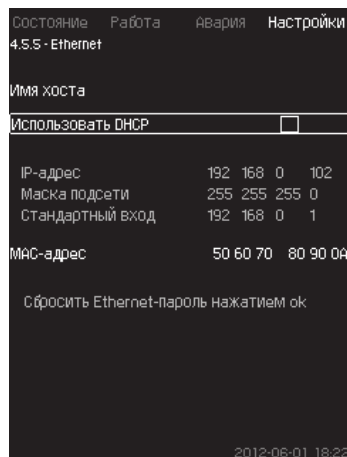 Состояние Работа Авария Настройки
4.5.5 - Ethernet
Имя хоста
Использовать DHCP
IP-адрес 192 168 0 102
Маска подсети 255 255 255 0
Стандартный вход 192 168 0 1
MAC-адрес 50 60 70 80 90 0A
Сбросить Ethernet-пароль нажатием ok
2012-06-01 18:22